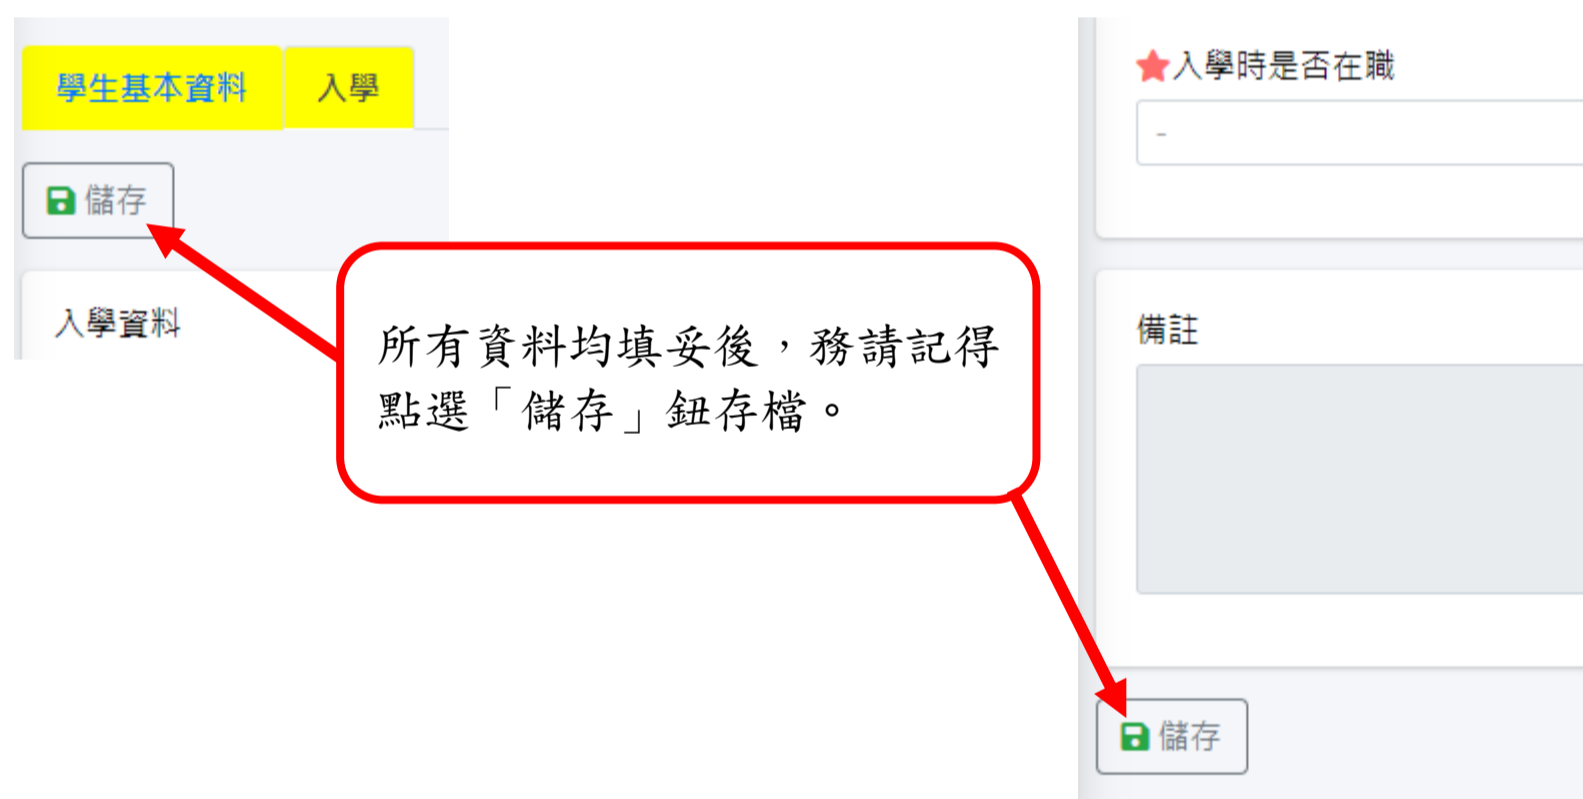 學生基本資料
入學
儲存
入學資料
所有資料均填妥後，務請記得
點選「儲存」鈕存檔。
入學時是否在職
-
備註
儲存